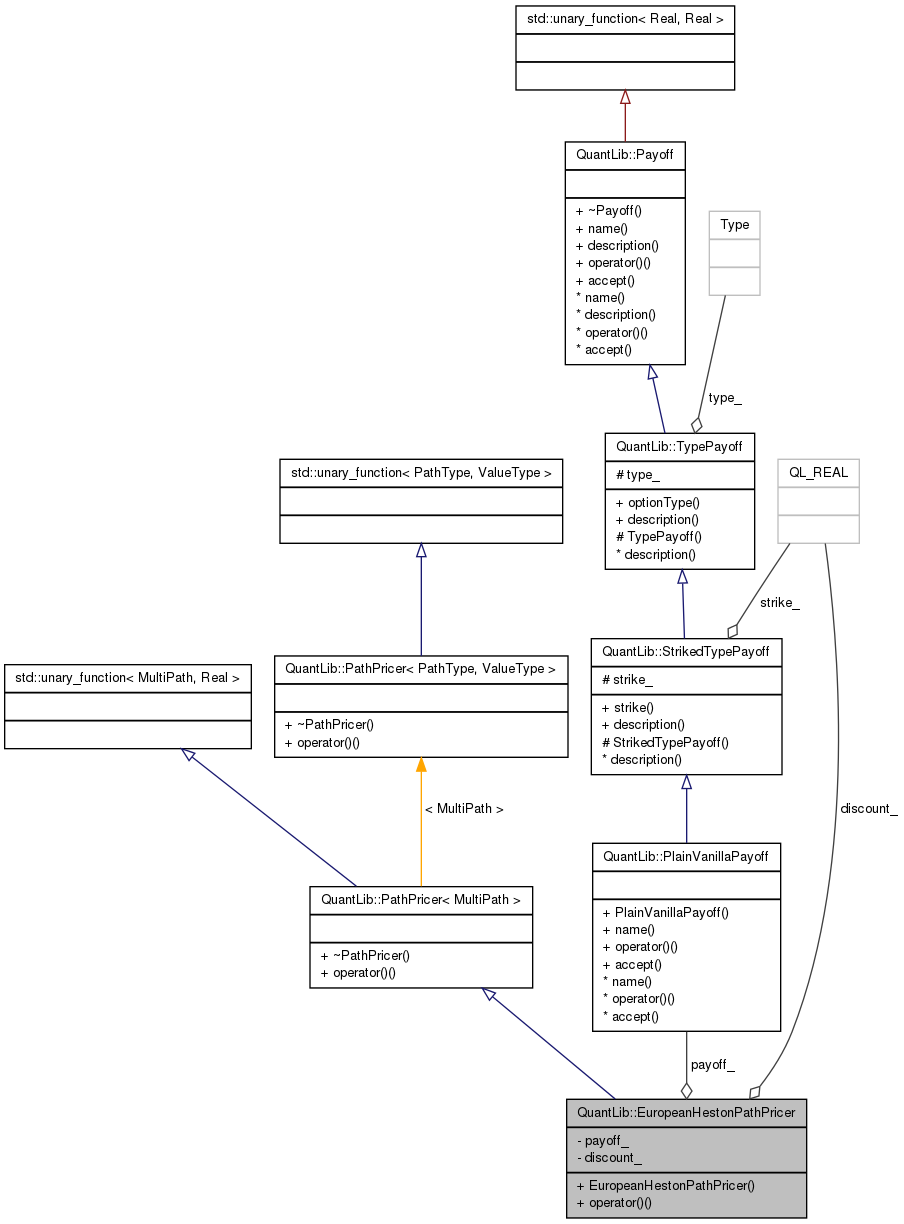 std::unary_function< Real, Real >
QuantLib::Payoff
+ ~Payoff()
+ name()
+ description()
+ operator()()
+ accept()
* name()
* description()
* operator()()
* accept()
Type
type_
QuantLib::TypePayoff
# type_
+ optionType()
+ description()
# TypePayoff()
* description()
std::unary_function< PathType, ValueType >
QL_REAL
strike_
QuantLib::StrikedTypePayoff
# strike_
+ strike()
+ description()
# StrikedTypePayoff()
* description()
QuantLib::PathPricer< PathType, ValueType >
+ ~PathPricer()
+ operator()()
std::unary_function< MultiPath, Real >
< MultiPath >
discount_
QuantLib::PlainVanillaPayoff
+ PlainVanillaPayoff()
+ name()
+ operator()()
+ accept()
* name()
* operator()()
* accept()
QuantLib::PathPricer< MultiPath >
+ ~PathPricer()
+ operator()()
payoff_
QuantLib::EuropeanHestonPathPricer
- payoff_
- discount_
+ EuropeanHestonPathPricer()
+ operator()()